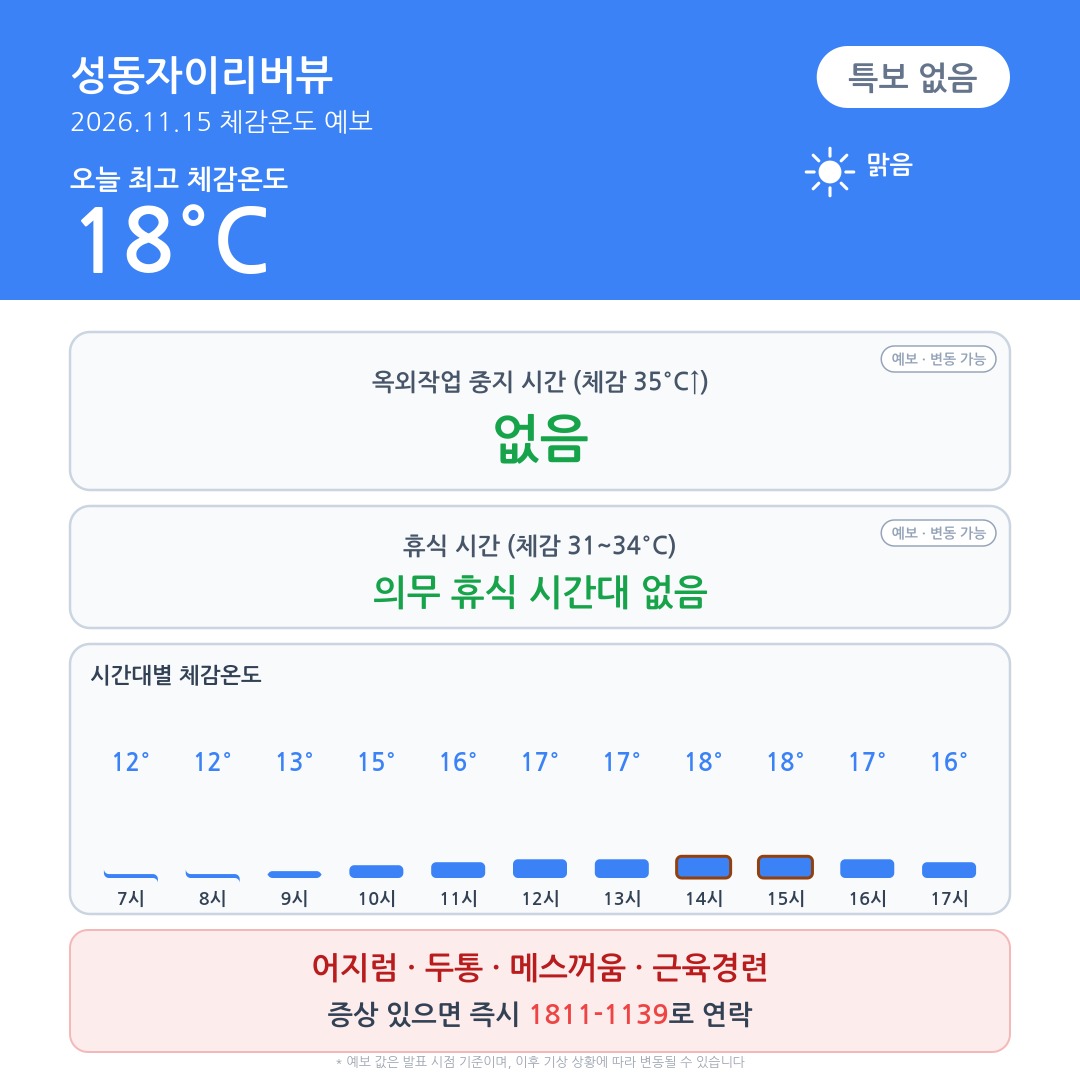 성동자이리버뷰
특보 없음
2026.11.15 체감온도 예보
맑음
오늘 최고 체감온도
18°C
예보 · 변동 가능
옥외작업 중지 시간 (체감 35°C↑)
없음
예보 · 변동 가능
휴식 시간 (체감 31~34°C)
의무 휴식 시간대 없음
시간대별 체감온도
12° 12° 13° 15° 16° 17° 17° 18° 18° 17° 16°
7시 8시 9시 10시 11시 12시 13시 14시 15시 16시 17시
어지럼 · 두통 · 메스꺼움 · 근육경련
증상 있으면 즉시 1811-1139로 연락
* 예보 값은 발표 시점 기준이며, 이후 기상 상황에 따라 변동될 수 있습니다